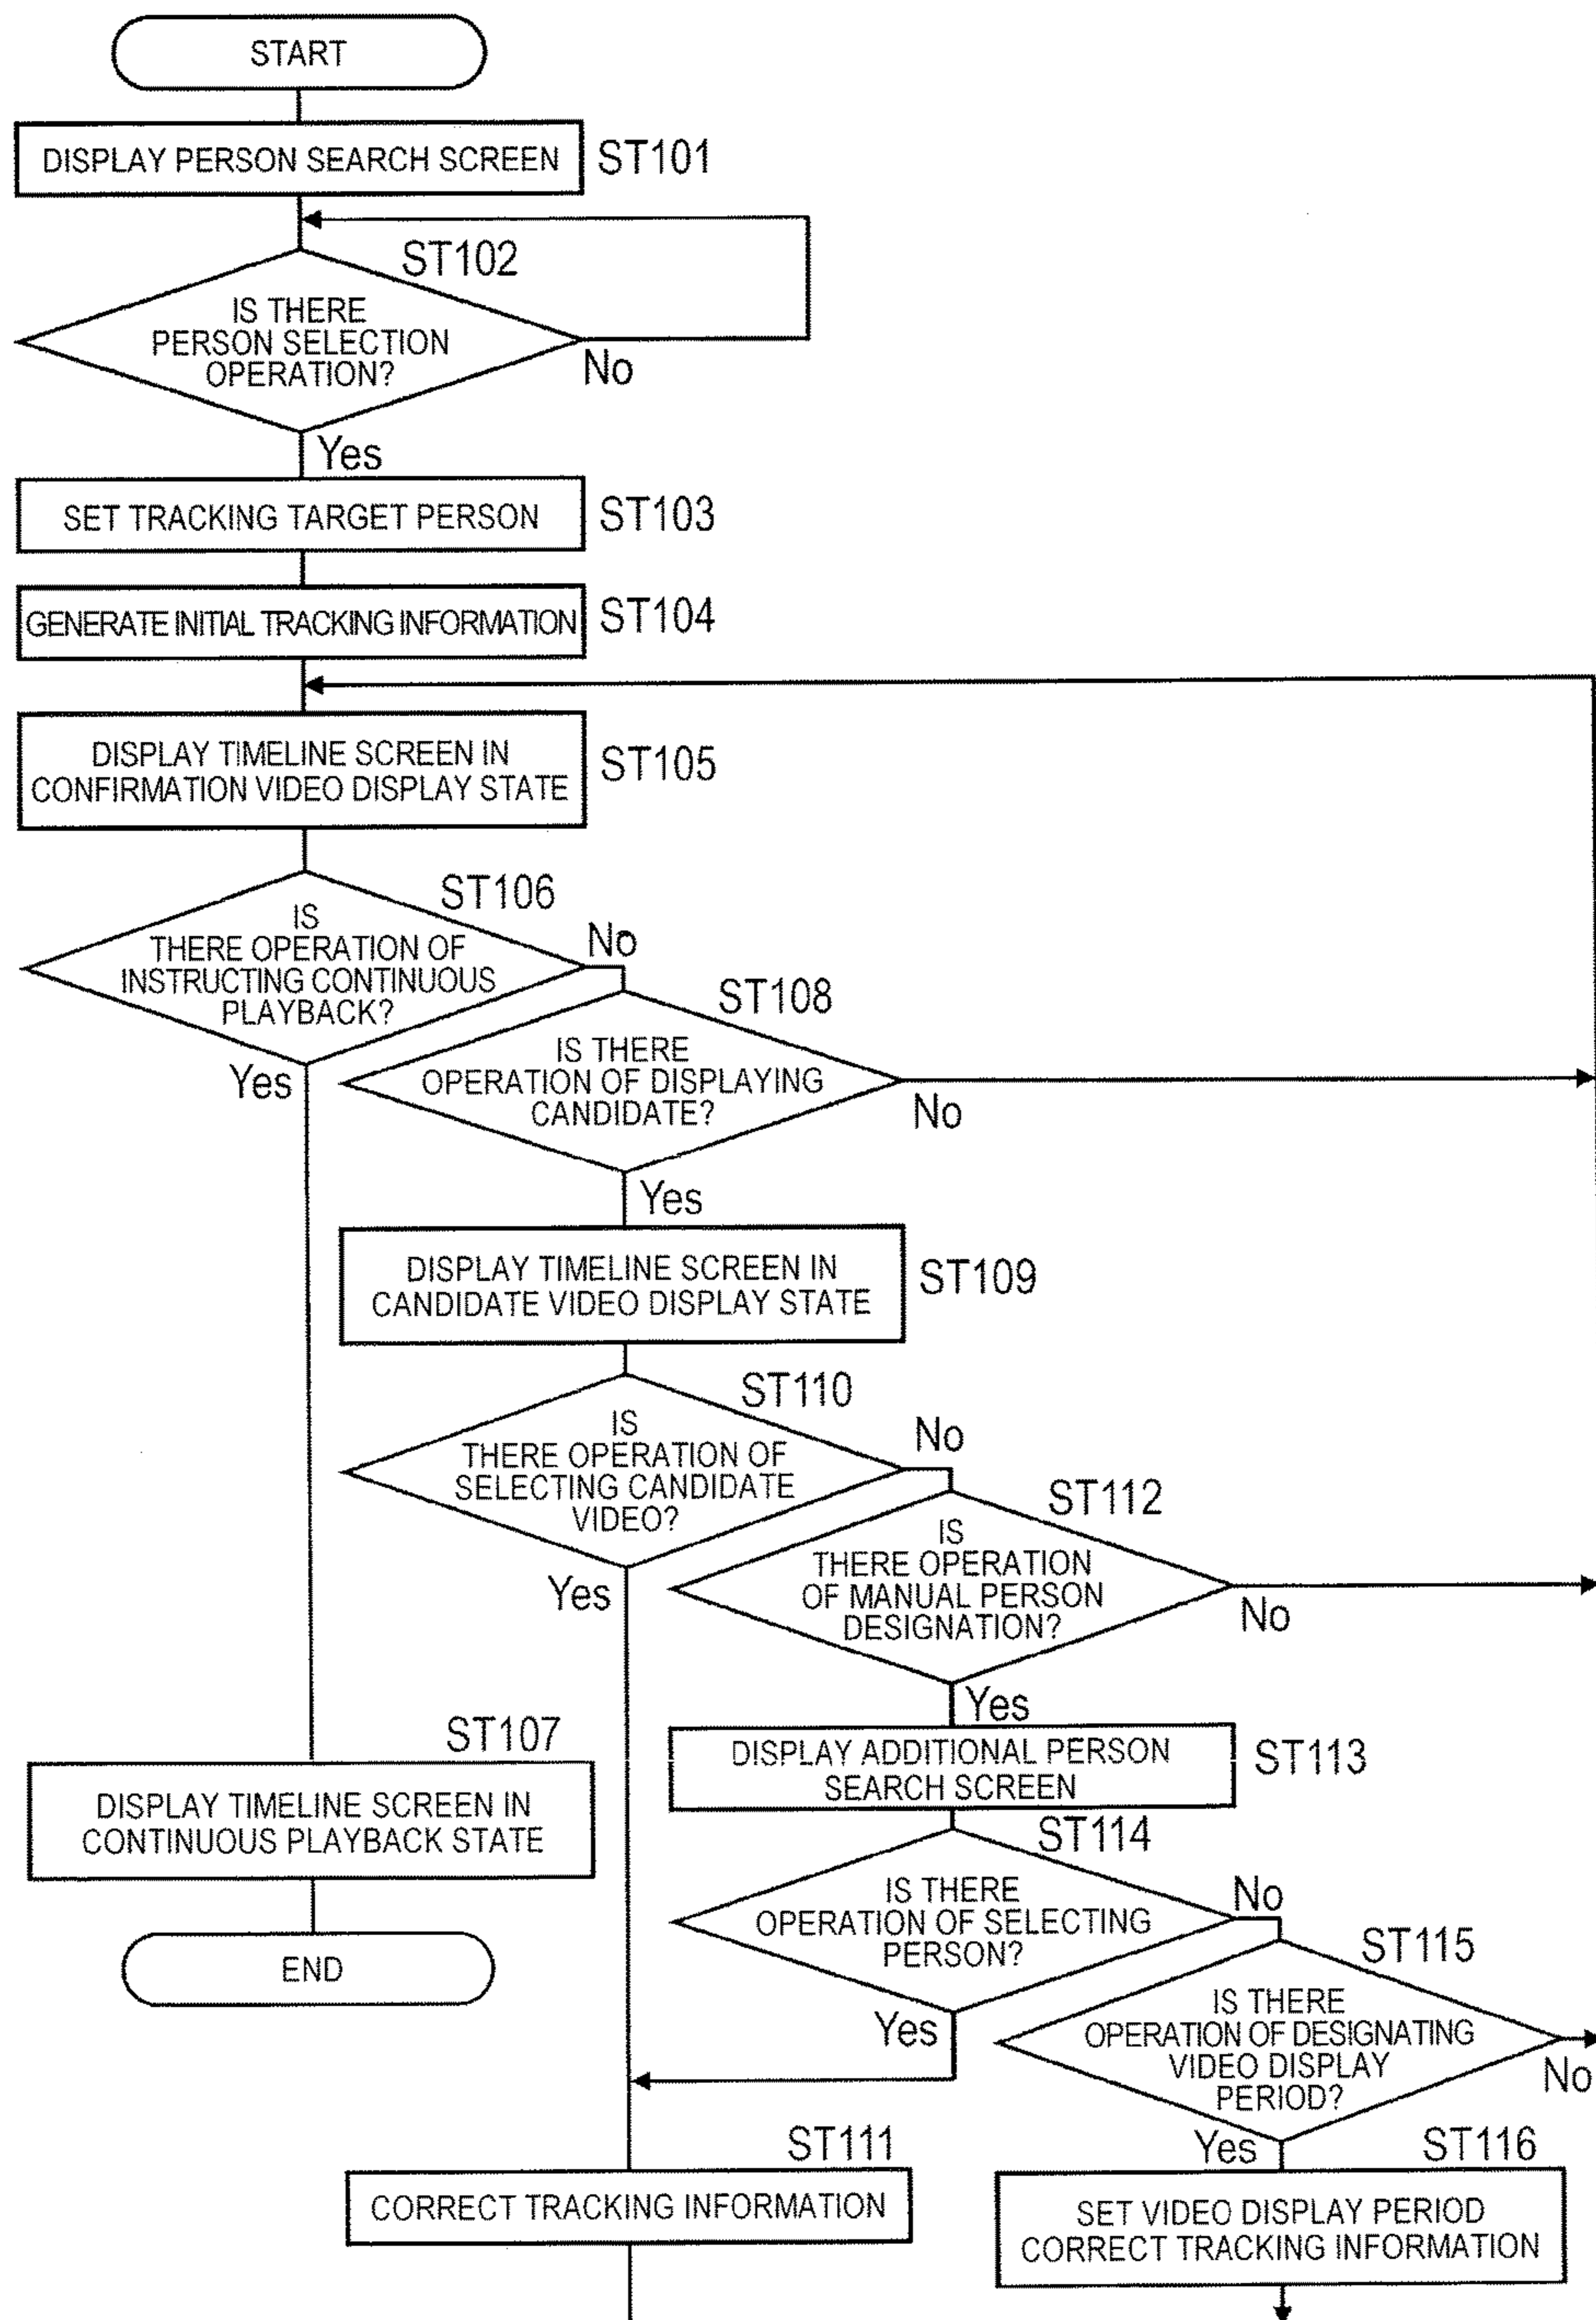 START
DISPLAY PERSON SEARCH SCREEN
ST101
ST102
IS THERE
PERSON SELECTION
OPERATION?
No
Yes
SET TRACKING TARGET PERSON
ST103
GENERATE INITIAL TRACKING INFORMATION
ST104
DISPLAY TIMELINE SCREEN IN
CONFIRMATION VIDEO DISPLAY STATE
ST105
ST106
IS
THERE OPERATION OF
INSTRUCTING CONTINUOUS
PLAYBACK?
No
Yes
ST108
IS THERE
OPERATION OF DISPLAYING
CANDIDATE?
No
Yes
DISPLAY TIMELINE SCREEN IN
CANDIDATE VIDEO DISPLAY STATE
ST109
ST110
IS
THERE OPERATION OF
SELECTING CANDIDATE
VIDEO?
No
Yes
ST112
IS
THERE OPERATION
OF MANUAL PERSON
DESIGNATION?
No
Yes
ST107
DISPLAY TIMELINE SCREEN IN
CONTINUOUS PLAYBACK STATE
END
DISPLAY ADDITIONAL PERSON
SEARCH SCREEN
ST113
ST114
IS THERE
OPERATION OF SELECTING
PERSON?
No
Yes
ST115
IS THERE
OPERATION OF DESIGNATING
VIDEO DISPLAY
PERIOD?
No
Yes
ST111
CORRECT TRACKING INFORMATION
ST116
SET VIDEO DISPLAY PERIOD
CORRECT TRACKING INFORMATION